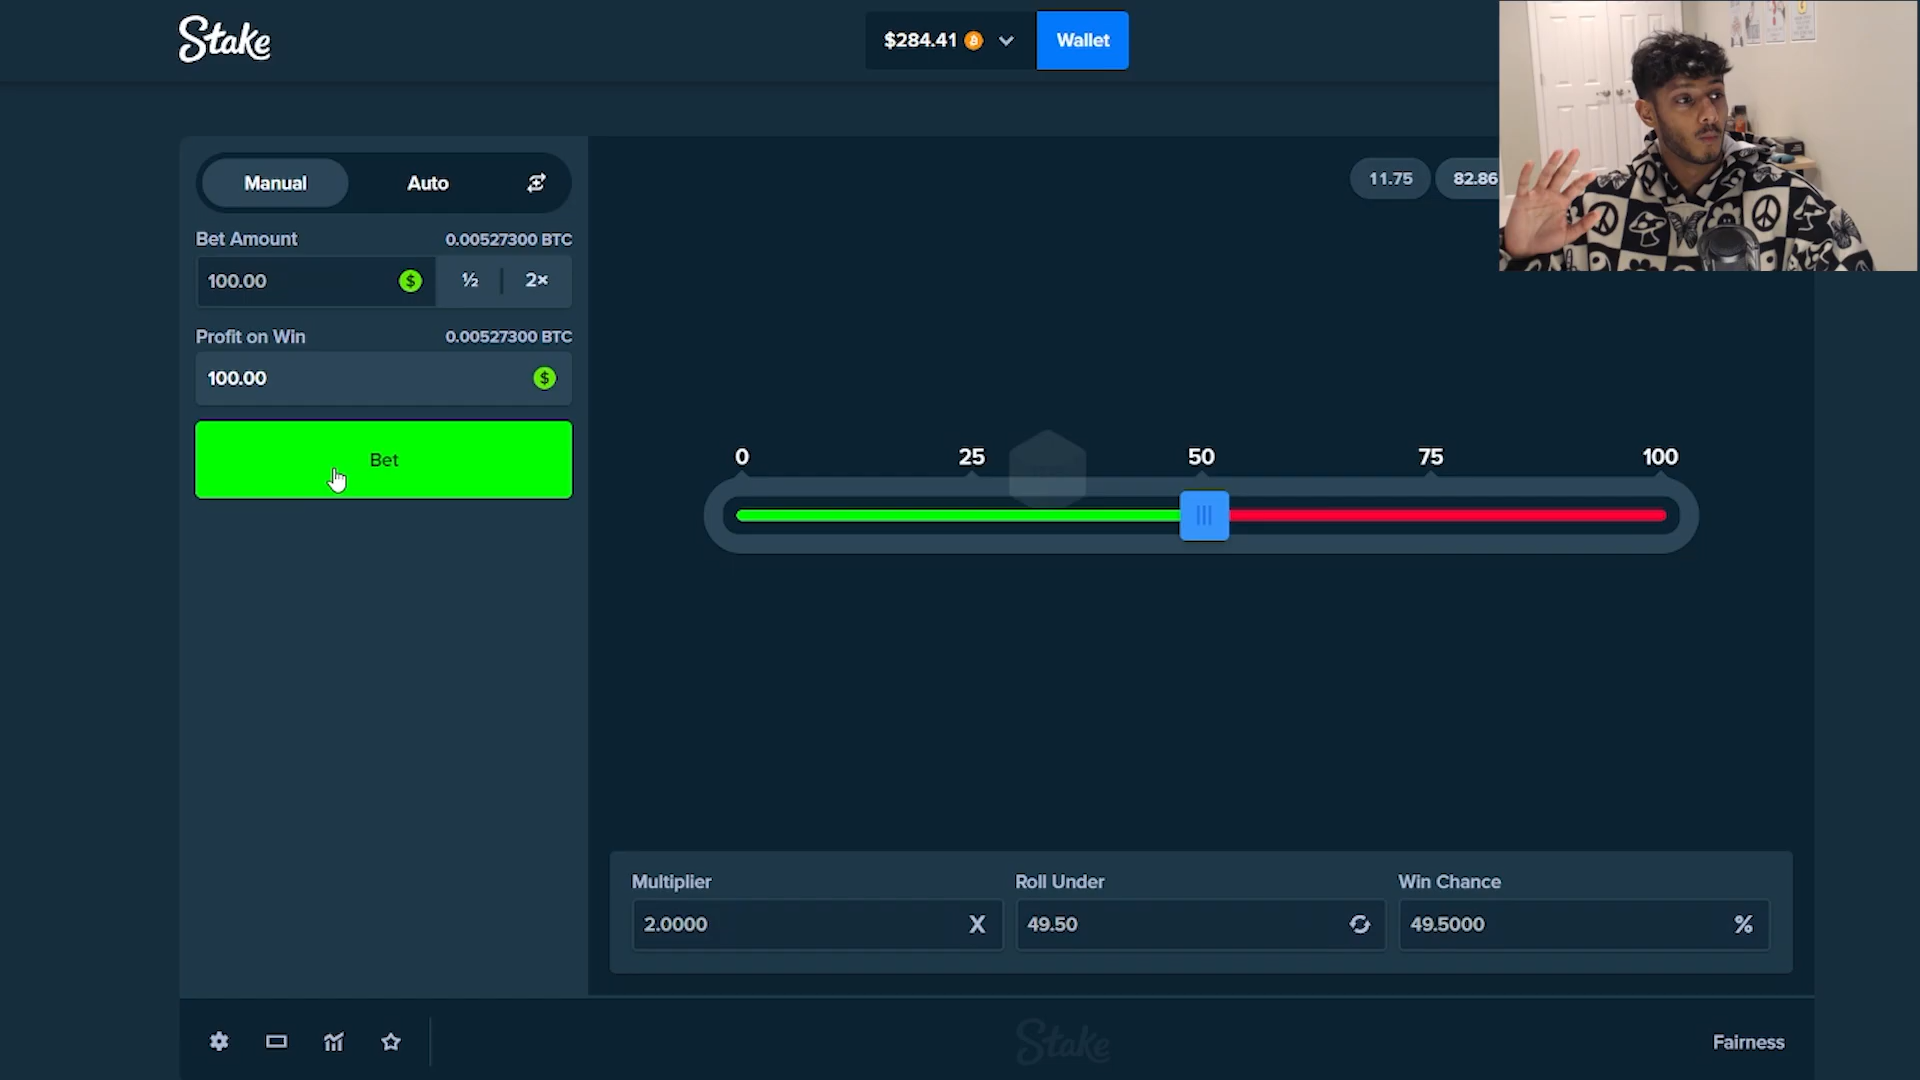 Stake
$284.41
Wallet
Manual
Auto
11.75
82.86
Bet Amount
0.00527300 BTC
100.00
$
½
2×
Profit on Win
0.00527300 BTC
100.00
$
Bet
0
25
50
75
100
Multiplier
Roll Under
Win Chance
2.0000
X
49.50
49.5000
%
Stake
Fairness